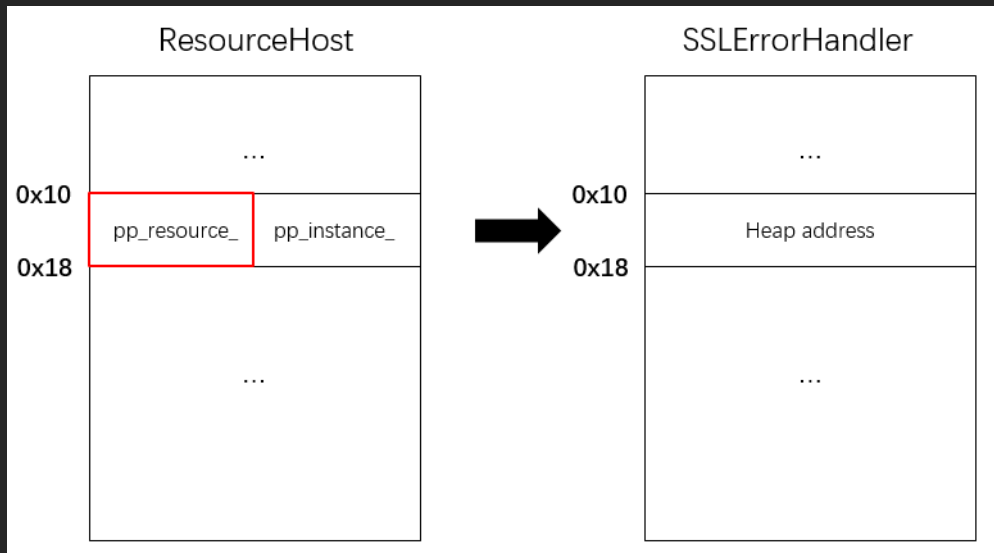 ResourceHost
SSLErrorHandler
...
...
0x10
0x10
pp_resource_
pp_instance_
Heap address
0x18
0x18
...
...